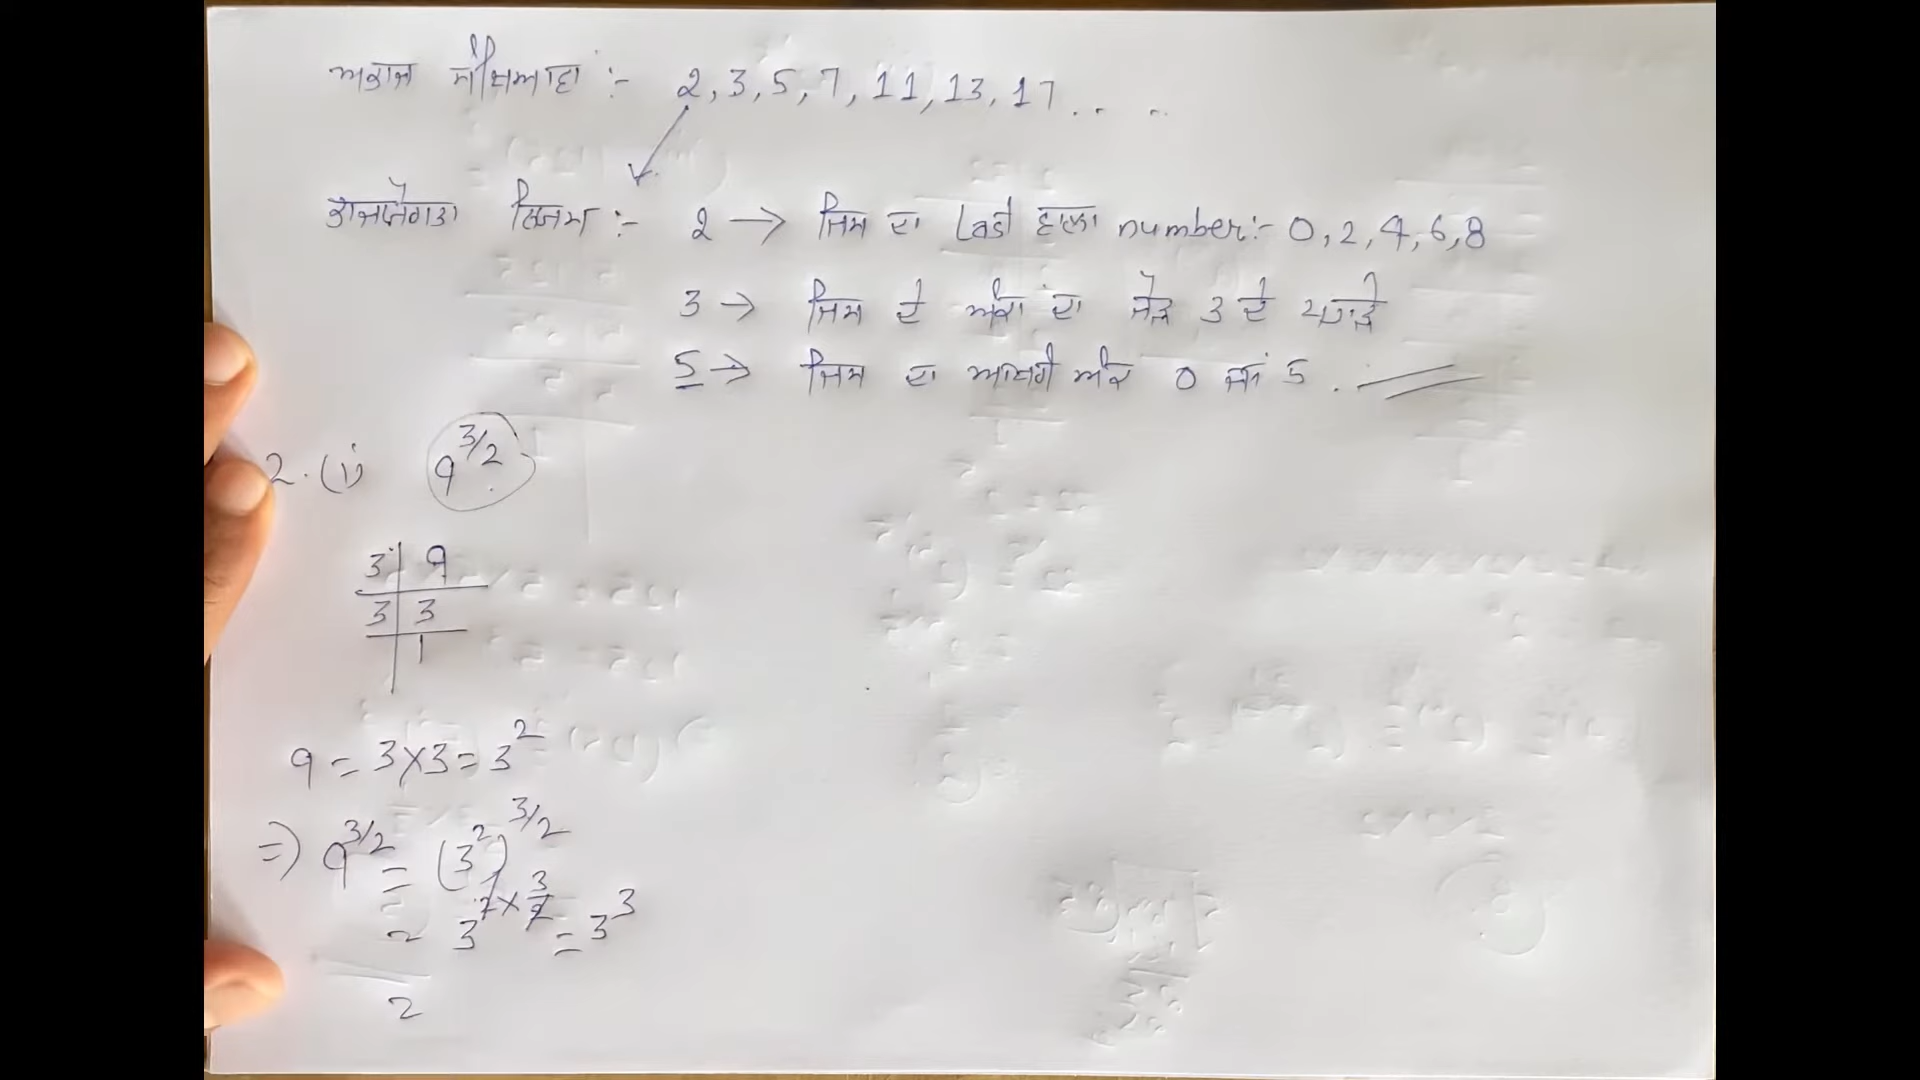 ਅਭਾਜ ਸੰਖਿਆਵਾਂ :- 2, 3, 5, 7, 11, 13, 17 . . . .
ਭਾਜਯੋਗਤਾ ਨਿਯਮ :- 2 → ਜਿਸ ਦਾ Last ਵਾਲਾ number :- 0, 2, 4, 6, 8
3 → ਜਿਸ ਦੇ ਅੰਕਾਂ ਦਾ ਜੋੜ 3 ਦੇ ਪਹਾੜੇ
5 → ਜਿਸ ਦਾ ਆਖਰੀ ਅੰਕ 0 ਜਾਂ 5 .
2. (i) 9^{3/2}
3 | 9
3 | 3
| 1
9 = 3×3 = 3^2
⇒ 9^{3/2} = (3^2)^{3/2}
= 3^{2×3/2} = 3^3